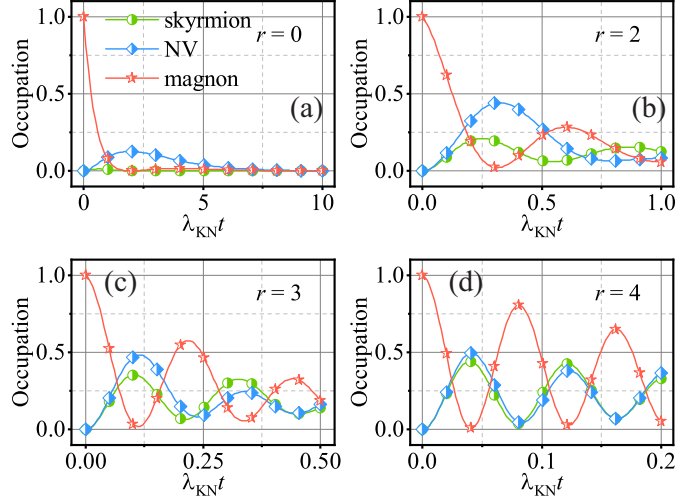 1.0
0.5
0.0
Occupation
skyrmion
NV
magnon
r = 0
(a)
0 5 10
λKNt
1.0
0.5
0.0
Occupation
r = 2
(b)
0.0 0.5 1.0
λKNt
1.0
0.5
0.0
Occupation
(c)
r = 3
0.00 0.25 0.50
λKNt
1.0
0.5
0.0
Occupation
(d)
r = 4
0.0 0.1 0.2
λKNt